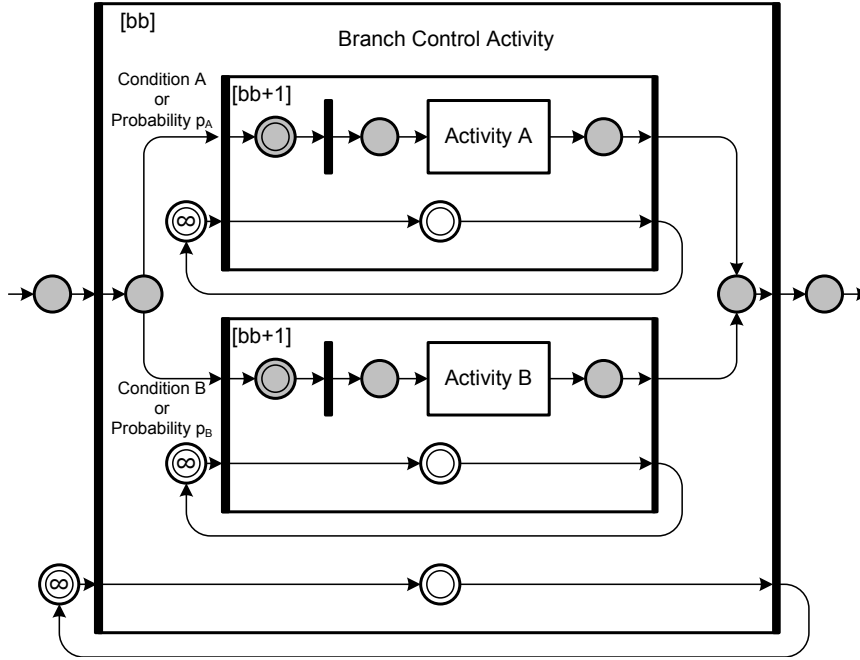 [bb]
Branch Control Activity
Condition A
or
Probability pA
[bb+1]
Activity A
∞
[bb+1]
Activity B
Condition B
or
Probability pB
∞
∞